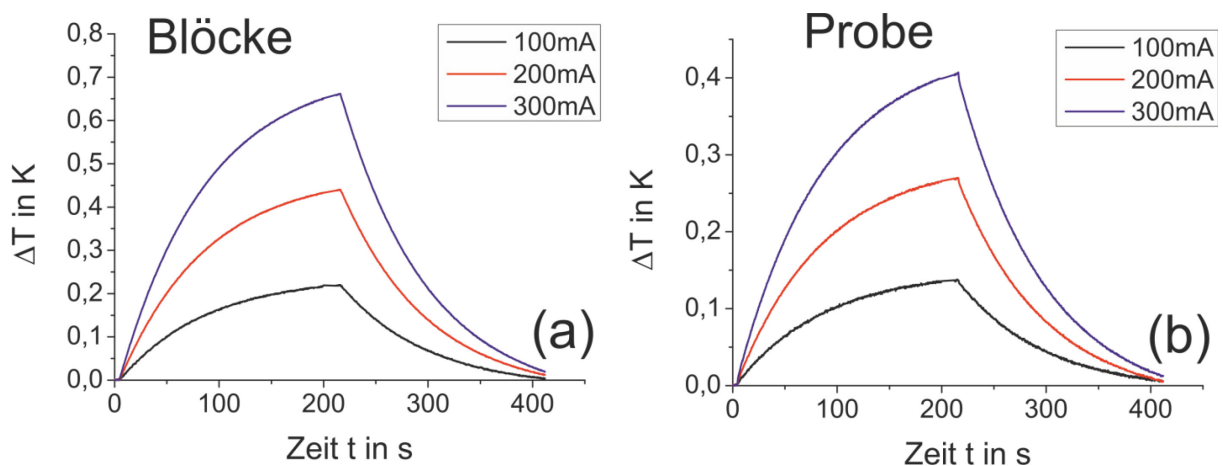 Blöcke
100mA
200mA
300mA
0,8
0,7
0,6
0,5
0,4
0,3
0,2
0,1
0,0
ΔT in K
0 100 200 300 400
Zeit t in s
(a)
Probe
100mA
200mA
300mA
0,4
0,3
0,2
0,1
0,0
ΔT in K
0 100 200 300 400
Zeit t in s
(b)